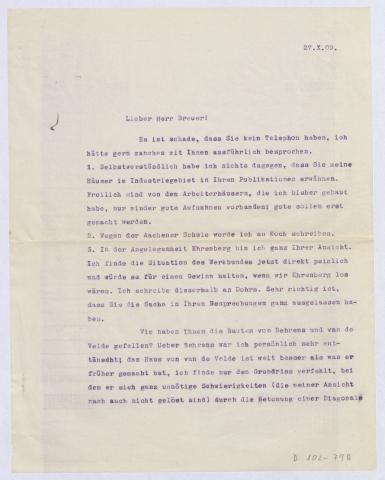 27.X.09.
Lieber Herr Breuer!
Es ist schade, dass Sie kein Telephon haben, ich
hätte gern manches mit Ihnen ausführlich besprochen.
1. Selbstverständlich habe ich nichts dagegen, dass Sie meine
Häuser im Industriegebiet in Ihren Publikationen erwähnen.
Freilich sind von den Arbeiterhäusern, die ich bisher gebaut
habe, nur minder gute Aufnahmen vorhanden; gute sollen erst
gemacht werden.
2. Wegen der Aachener Schule werde ich an Koch schreiben.
3. In der Angelegenheit Ehrenberg bin ich ganz Ihrer Ansicht.
Ich finde die Situation des Werkbundes jetzt direkt peinlich
und würde es für einen Gewinn halten, wenn wir Ehrenberg los
wären. Ich schreibe diesserhalb an Dohrn. Sehr richtig ist,
dass Sie die Sache in Ihren Besprechungen ganz ausgelassen ha-
ben.
Wie haben Ihnen die Bauten von Behrens und van de
Velde gefallen? Ueber Behrens war ich persönlich sehr ent-
täuscht; das Haus von van de Velde ist weit besser als was er
früher gemacht hat, ich finde nur den Grundriss verfehlt, bei
dem er sich ganz unnötige Schwierigkeiten (die meiner Ansicht
nach auch nicht gelöst sind) durch die Betonung einer Diagonale
D 102-798